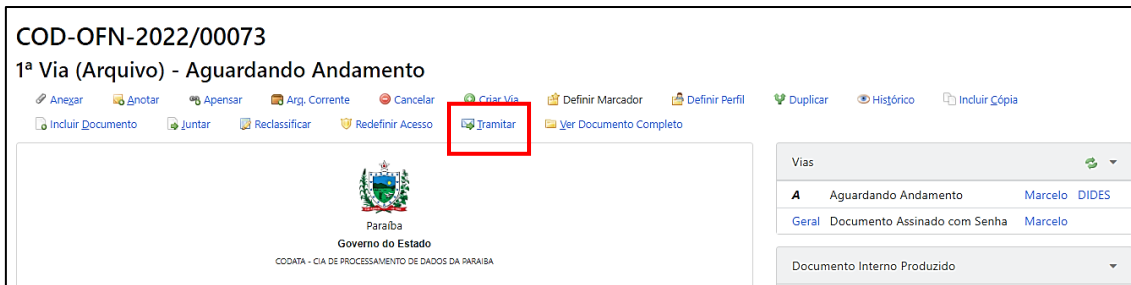 COD-OFN-2022/00073
1ª Via (Arquivo) - Aguardando Andamento
Anexar Anotar Apensar Arq. Corrente Cancelar Criar Via Definir Marcador Definir Perfil Duplicar Histórico Incluir Cópia
Incluir Documento Juntar Reclassificar Redefinir Acesso Tramitar Ver Documento Completo
Paraíba
Governo do Estado
CODATA - CIA DE PROCESSAMENTO DE DADOS DA PARAIBA
Vias
A Aguardando Andamento Marcelo DIDES
Geral Documento Assinado com Senha Marcelo
Documento Interno Produzido